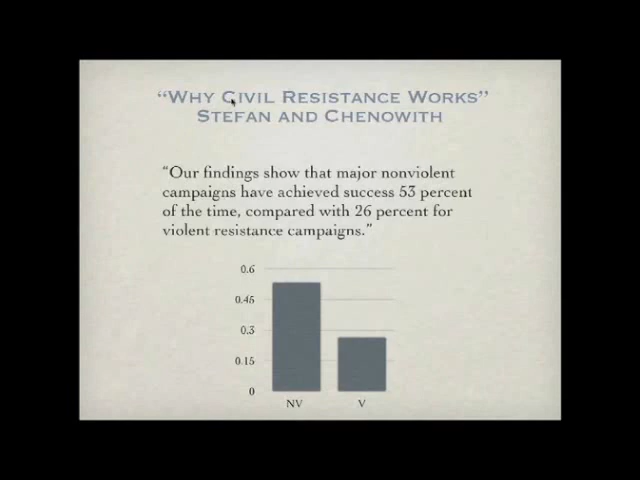 “Why Civil Resistance Works”
Stefan and Chenowith
“Our findings show that major nonviolent
campaigns have achieved success 53 percent
of the time, compared with 26 percent for
violent resistance campaigns.”
0.6
0.45
0.3
0.15
0
NV V